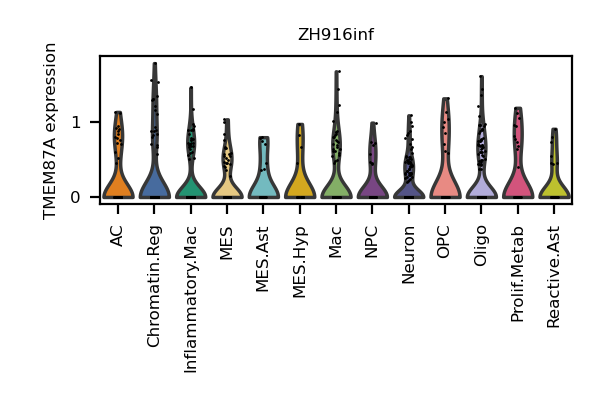 ZH916inf
TMEM87A expression
1
0
AC
Chromatin.Reg
Inflammatory.Mac
MES
MES.Ast
MES.Hyp
Mac
NPC
Neuron
OPC
Oligo
Prolif.Metab
Reactive.Ast